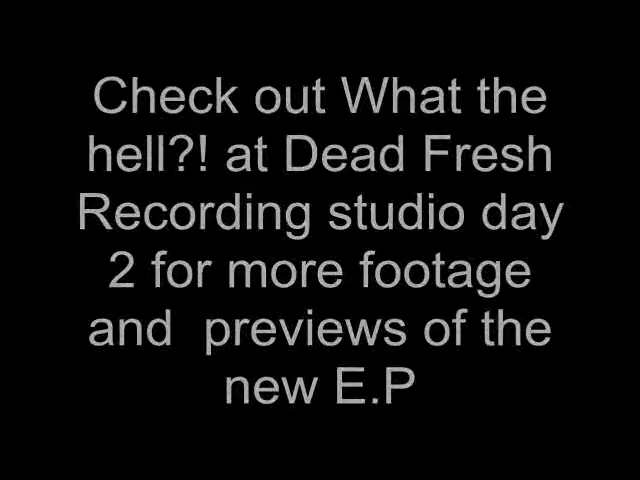 Check out What the
hell?! at Dead Fresh
Recording studio day
2 for more footage
and  previews of the
new E.P